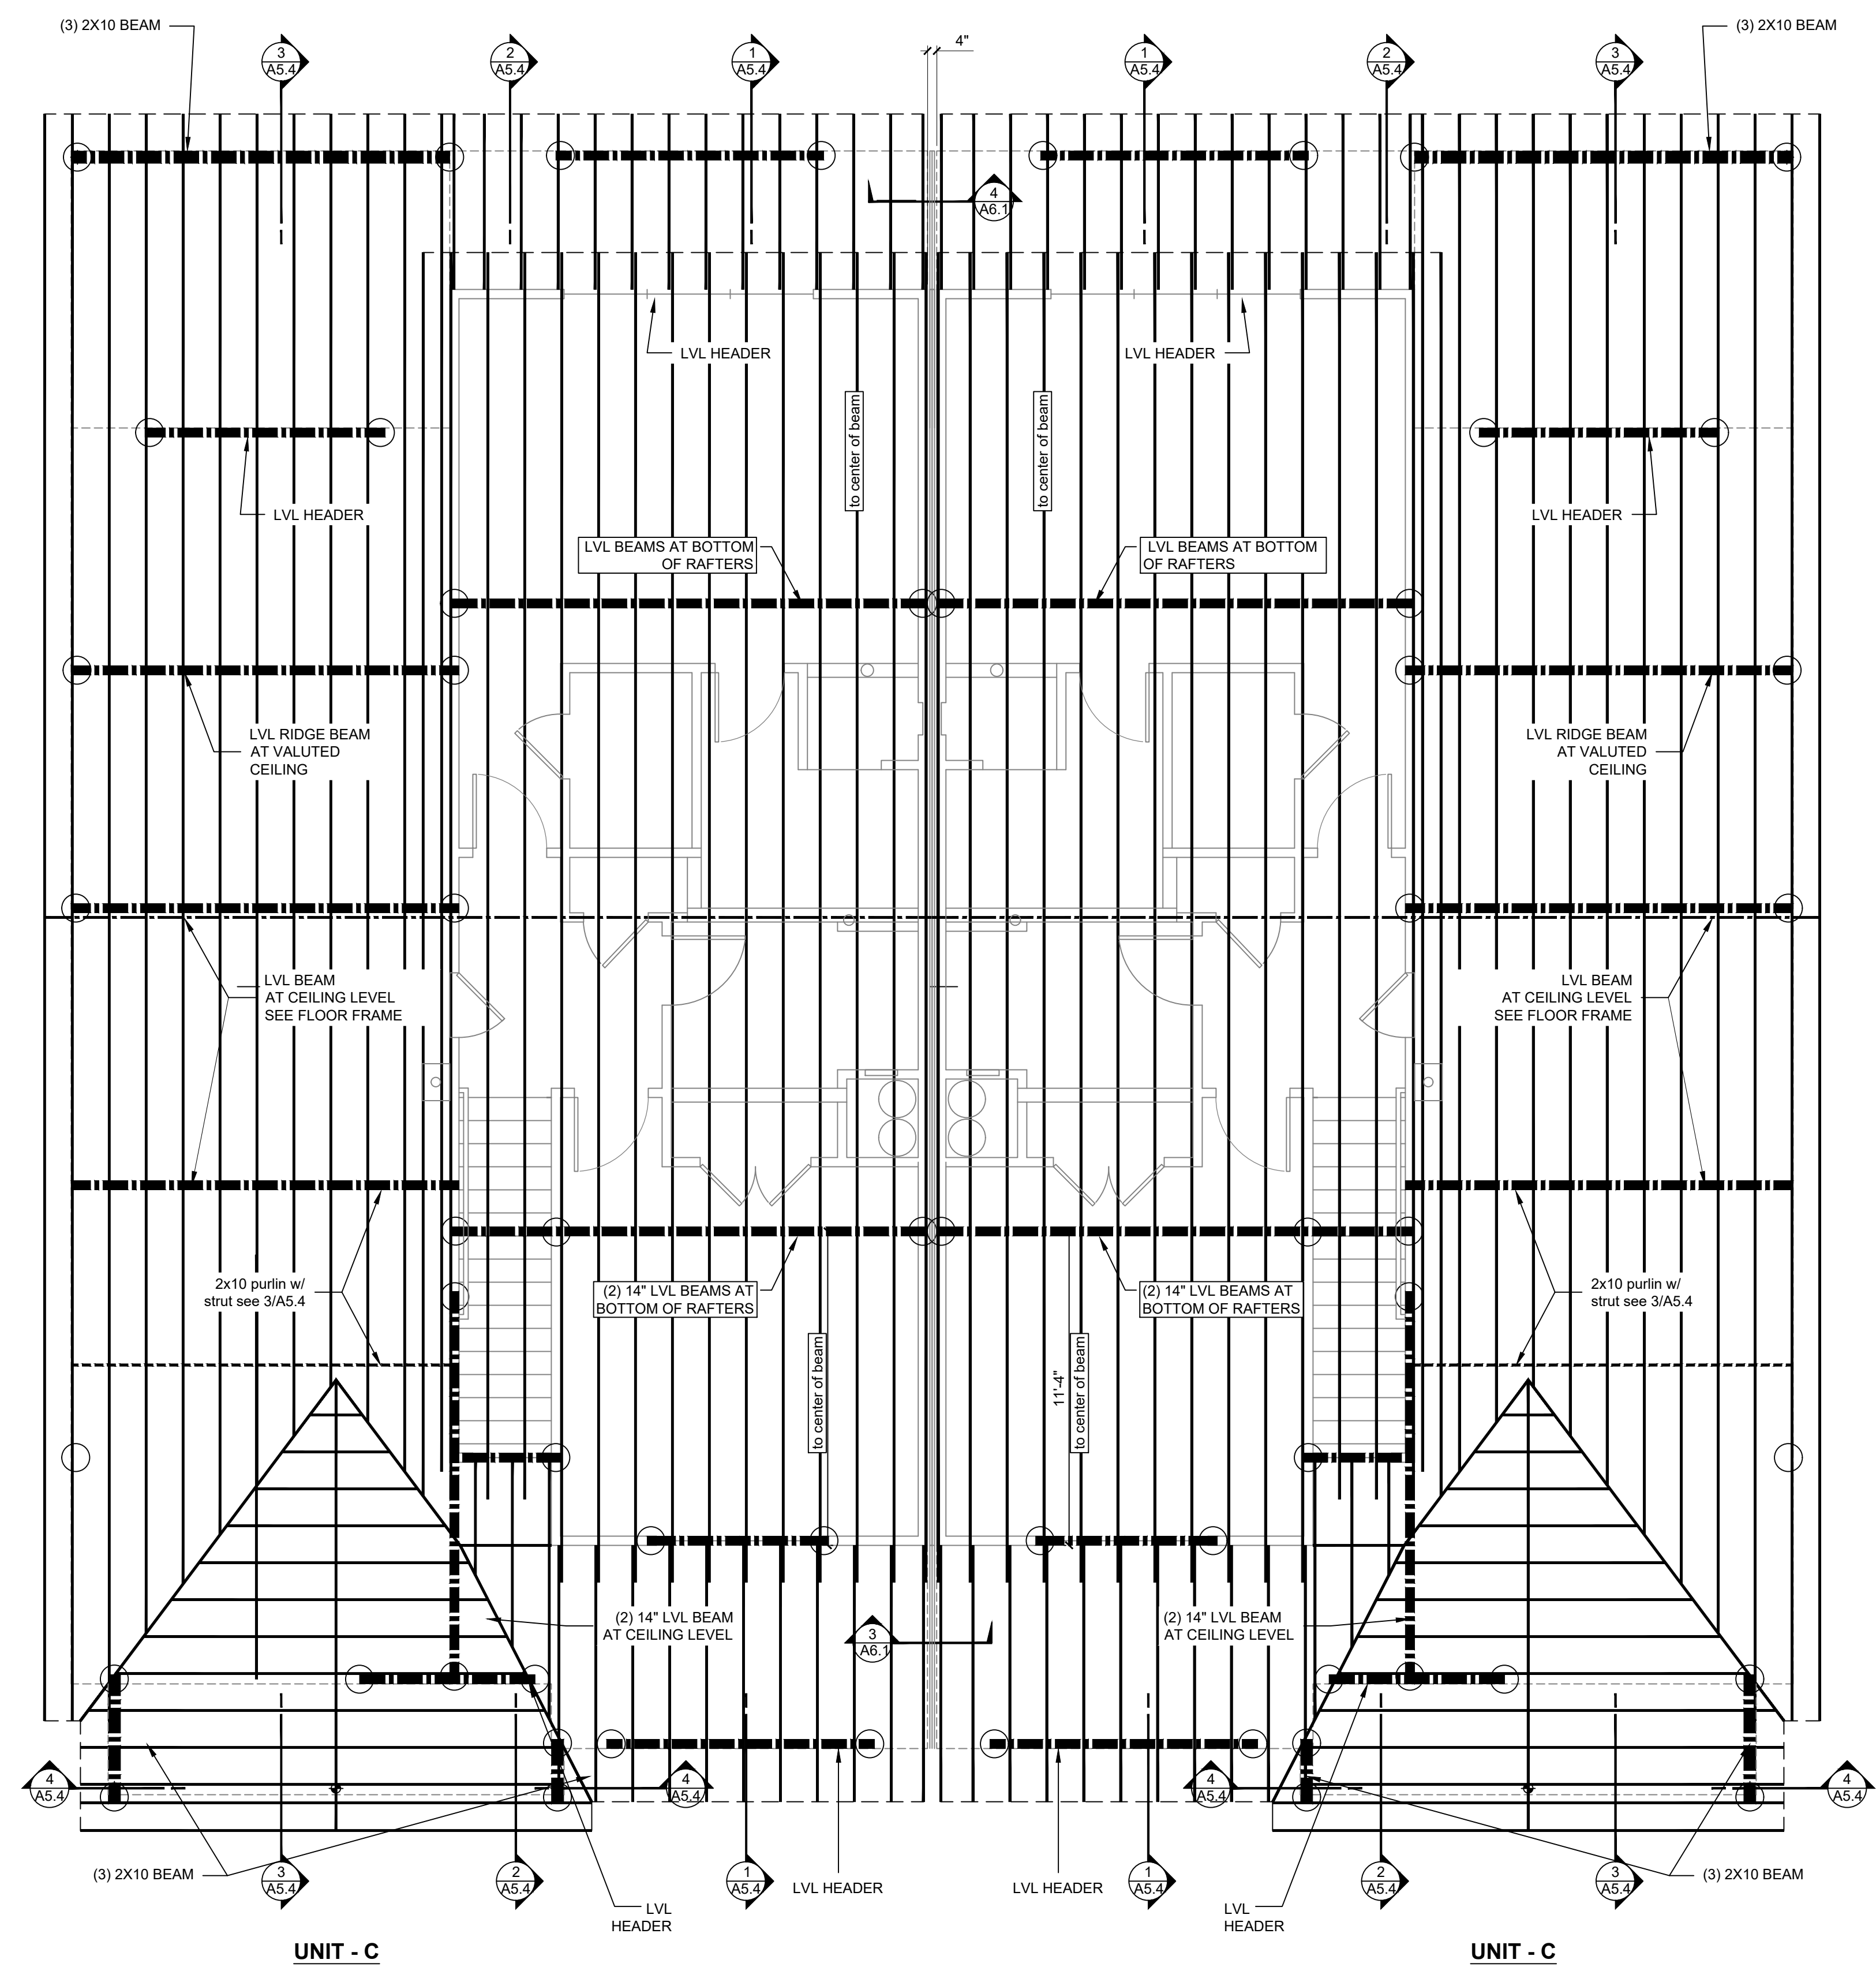 (3) 2X10 BEAM
(3) 2X10 BEAM
4"
3
A5.4
2
A5.4
1
A5.4
1
A5.4
2
A5.4
3
A5.4
4
A6.1
LVL HEADER
LVL HEADER
to center of beam
to center of beam
LVL HEADER
LVL HEADER
LVL BEAMS AT BOTTOM
OF RAFTERS
LVL BEAMS AT BOTTOM
OF RAFTERS
LVL RIDGE BEAM
AT VALUTED
CEILING
LVL RIDGE BEAM
AT VALUTED
CEILING
LVL BEAM
AT CEILING LEVEL
SEE FLOOR FRAME
LVL BEAM
AT CEILING LEVEL
SEE FLOOR FRAME
2x10 purlin w/
strut see 3/A5.4
(2) 14" LVL BEAMS AT
BOTTOM OF RAFTERS
(2) 14" LVL BEAMS AT
BOTTOM OF RAFTERS
2x10 purlin w/
strut see 3/A5.4
to center of beam
11'-4"
to center of beam
(2) 14" LVL BEAM
AT CEILING LEVEL
3
A6.1
(2) 14" LVL BEAM
AT CEILING LEVEL
4
A5.4
4
A5.4
4
A5.4
4
A5.4
(3) 2X10 BEAM
3
A5.4
2
A5.4
1
A5.4
LVL HEADER
LVL HEADER
1
A5.4
2
A5.4
3
A5.4
(3) 2X10 BEAM
LVL
HEADER
LVL
HEADER
UNIT - C
UNIT - C